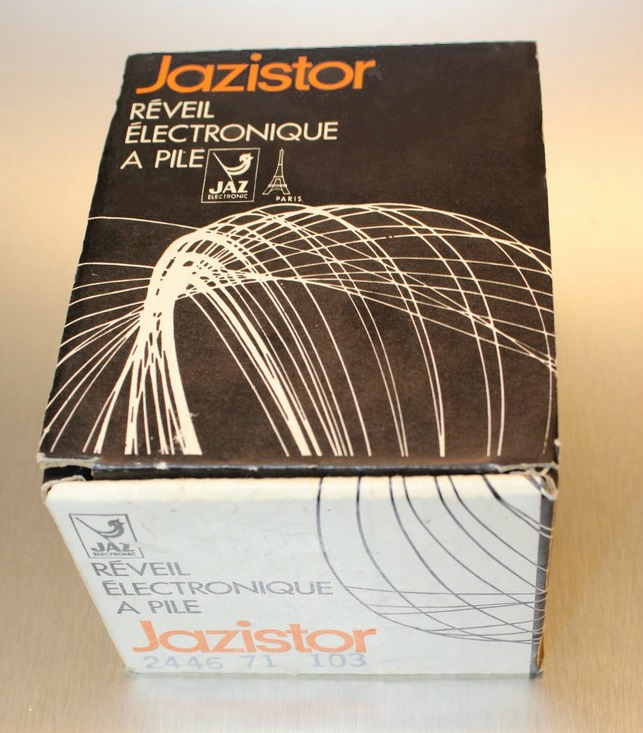 Jazistor
RÉVEIL
ÉLECTRONIQUE
A PILE
JAZ
ELECTRONIC
PARIS
JAZ
ELECTRONIC
RÉVEIL
ÉLECTRONIQUE
A PILE
Jazistor
2446 71 103